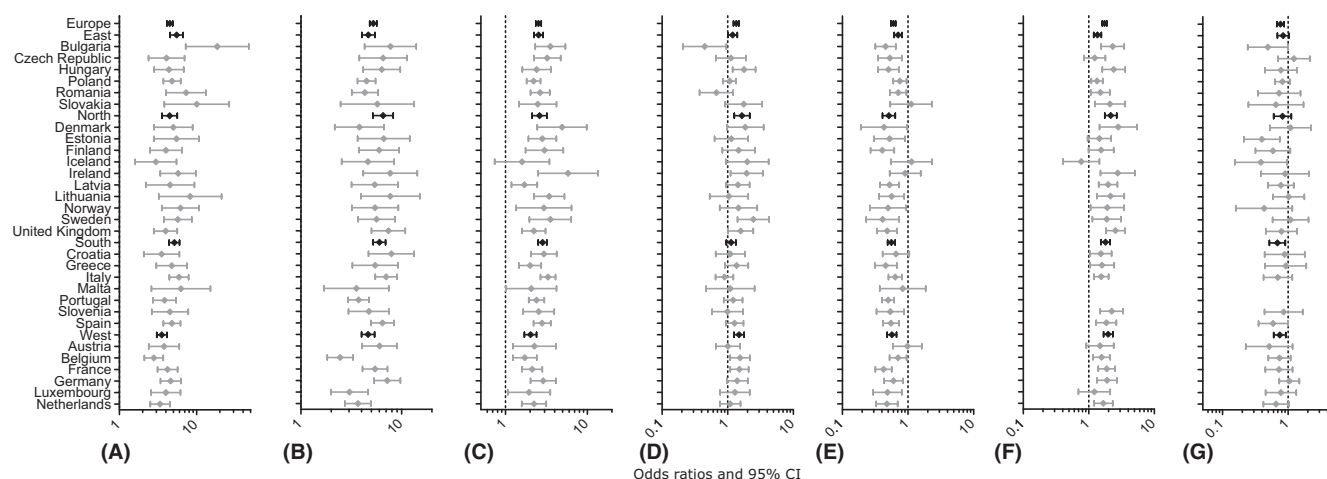 Europe
East
Bulgaria
Czech Republic
Hungary
Poland
Romania
Slovakia
North
Denmark
Estonia
Finland
Iceland
Ireland
Latvia
Lithuania
Norway
Sweden
United Kingdom
South
Croatia
Greece
Italy
Malta
Portugal
Slovenia
Spain
West
Austria
Belgium
France
Germany
Luxembourg
Netherlands
1 10 1 10 1 10 0.1 1 10 0.1 1 10 0.1 1 10 0.1 1 10
(A) (B) (C) (D) (E) (F) (G)
Odds ratios and 95% CI